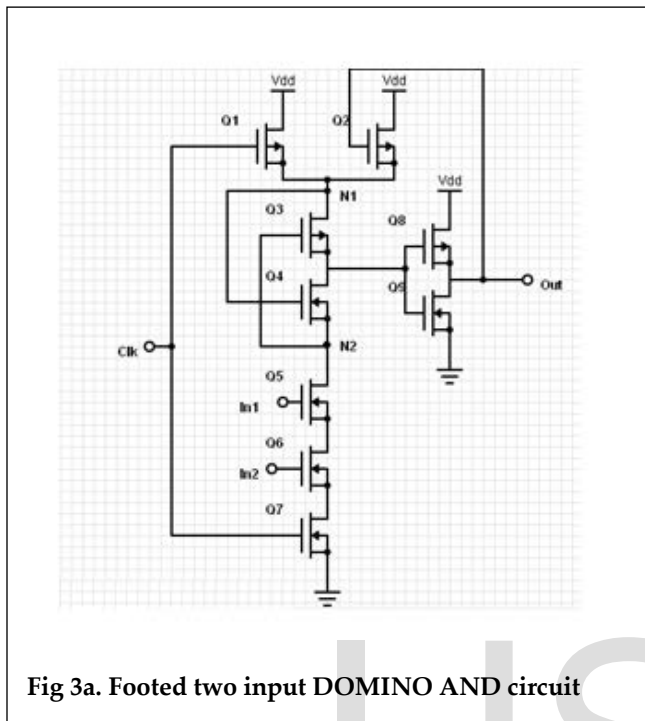 Vdd
Vdd
Q1
Q2
N1
Vdd
Q3
Q8
Q4
Q9
Out
Clk
N2
Q5
In1
Q6
In2
Q7
Fig 3a. Footed two input DOMINO AND circuit